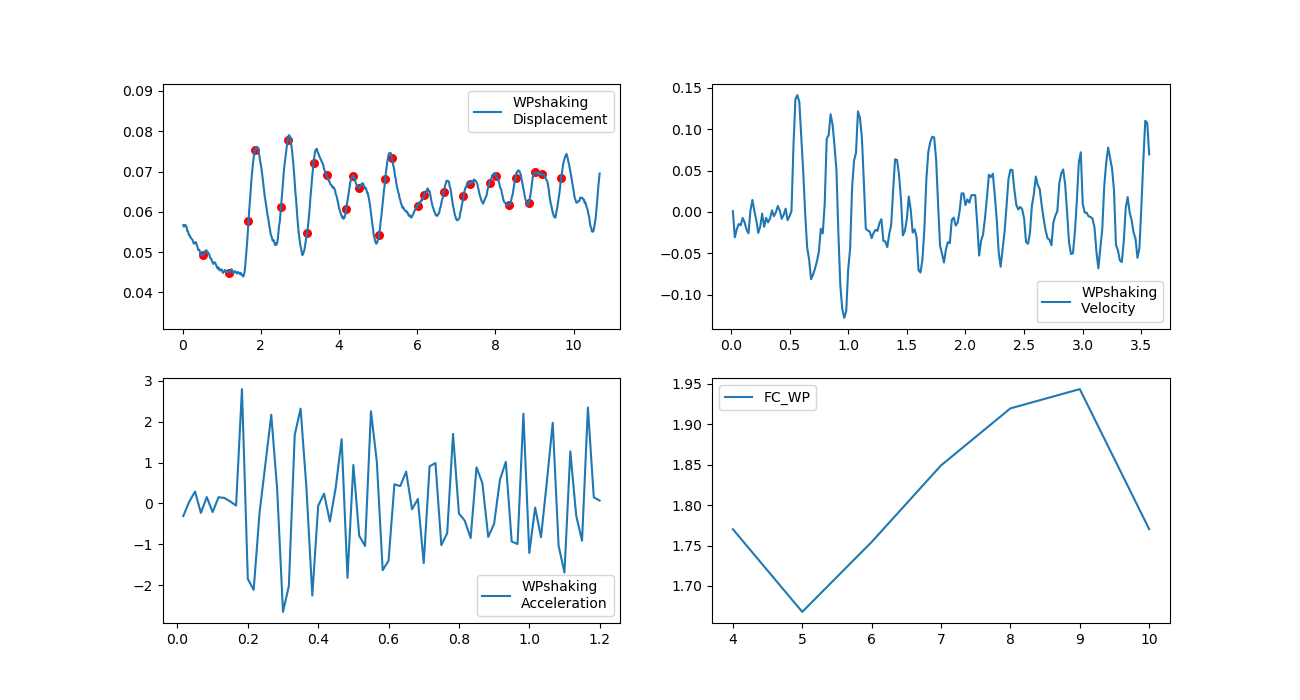 0.09
0.08
0.07
0.06
0.05
0.04
0 2 4 6 8 10
WPshaking
Displacement
0.15
0.10
0.05
0.00
−0.05
−0.10
0.0 0.5 1.0 1.5 2.0 2.5 3.0 3.5
WPshaking
Velocity
3
2
1
0
−1
−2
0.0 0.2 0.4 0.6 0.8 1.0 1.2
WPshaking
Acceleration
1.95
1.90
1.85
1.80
1.75
1.70
4 5 6 7 8 9 10
FC_WP